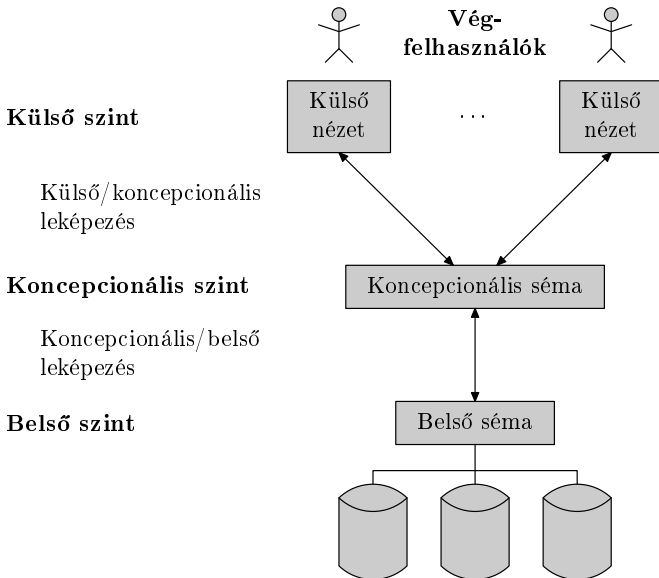 Vég-
felhasználók
Külső szint
Külső
nézet
. . .
Külső
nézet
Külső/koncepcionális
leképezés
Koncepcionális szint
Koncepcionális séma
Koncepcionális/belső
leképezés
Belső szint
Belső séma